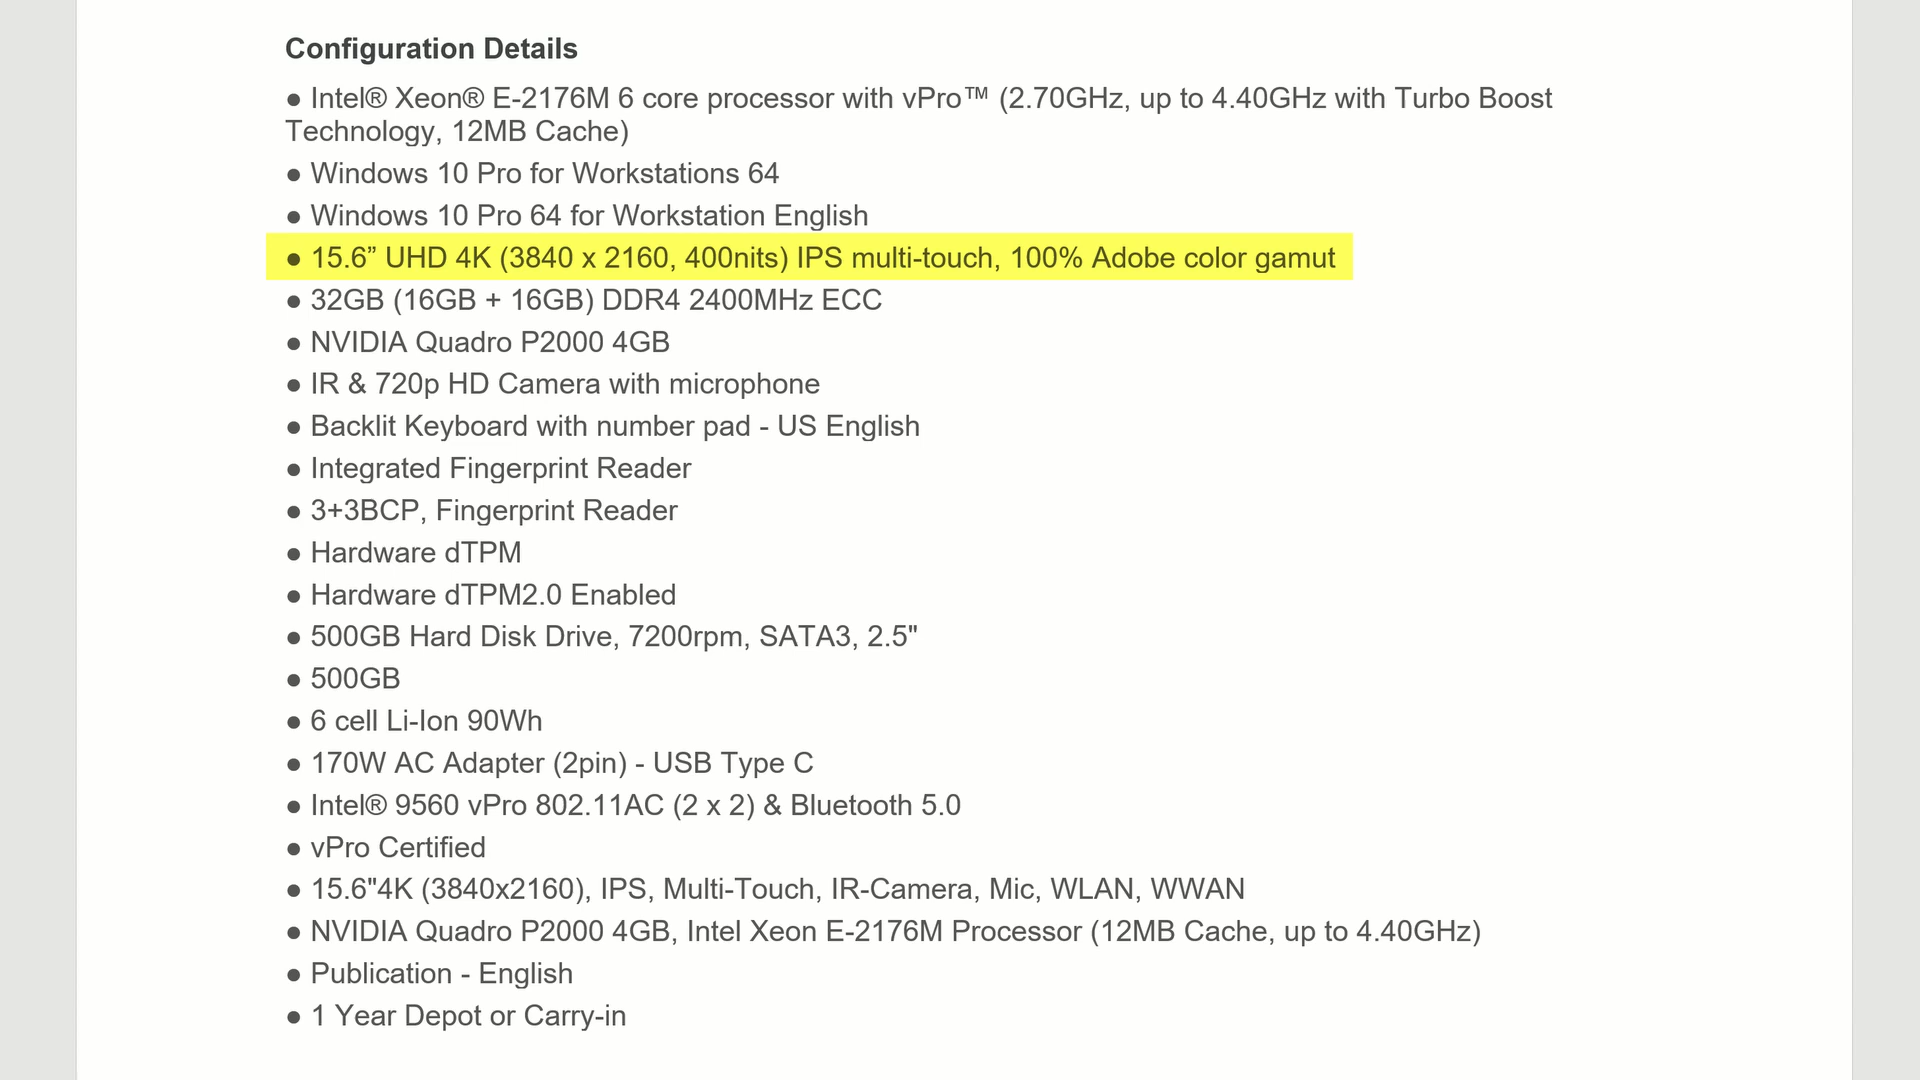 Configuration Details
● Intel® Xeon® E-2176M 6 core processor with vPro™ (2.70GHz, up to 4.40GHz with Turbo Boost
Technology, 12MB Cache)
● Windows 10 Pro for Workstations 64
● Windows 10 Pro 64 for Workstation English
● 15.6” UHD 4K (3840 x 2160, 400nits) IPS multi-touch, 100% Adobe color gamut
● 32GB (16GB + 16GB) DDR4 2400MHz ECC
● NVIDIA Quadro P2000 4GB
● IR & 720p HD Camera with microphone
● Backlit Keyboard with number pad - US English
● Integrated Fingerprint Reader
● 3+3BCP, Fingerprint Reader
● Hardware dTPM
● Hardware dTPM2.0 Enabled
● 500GB Hard Disk Drive, 7200rpm, SATA3, 2.5"
● 500GB
● 6 cell Li-Ion 90Wh
● 170W AC Adapter (2pin) - USB Type C
● Intel® 9560 vPro 802.11AC (2 x 2) & Bluetooth 5.0
● vPro Certified
● 15.6"4K (3840x2160), IPS, Multi-Touch, IR-Camera, Mic, WLAN, WWAN
● NVIDIA Quadro P2000 4GB, Intel Xeon E-2176M Processor (12MB Cache, up to 4.40GHz)
● Publication - English
● 1 Year Depot or Carry-in